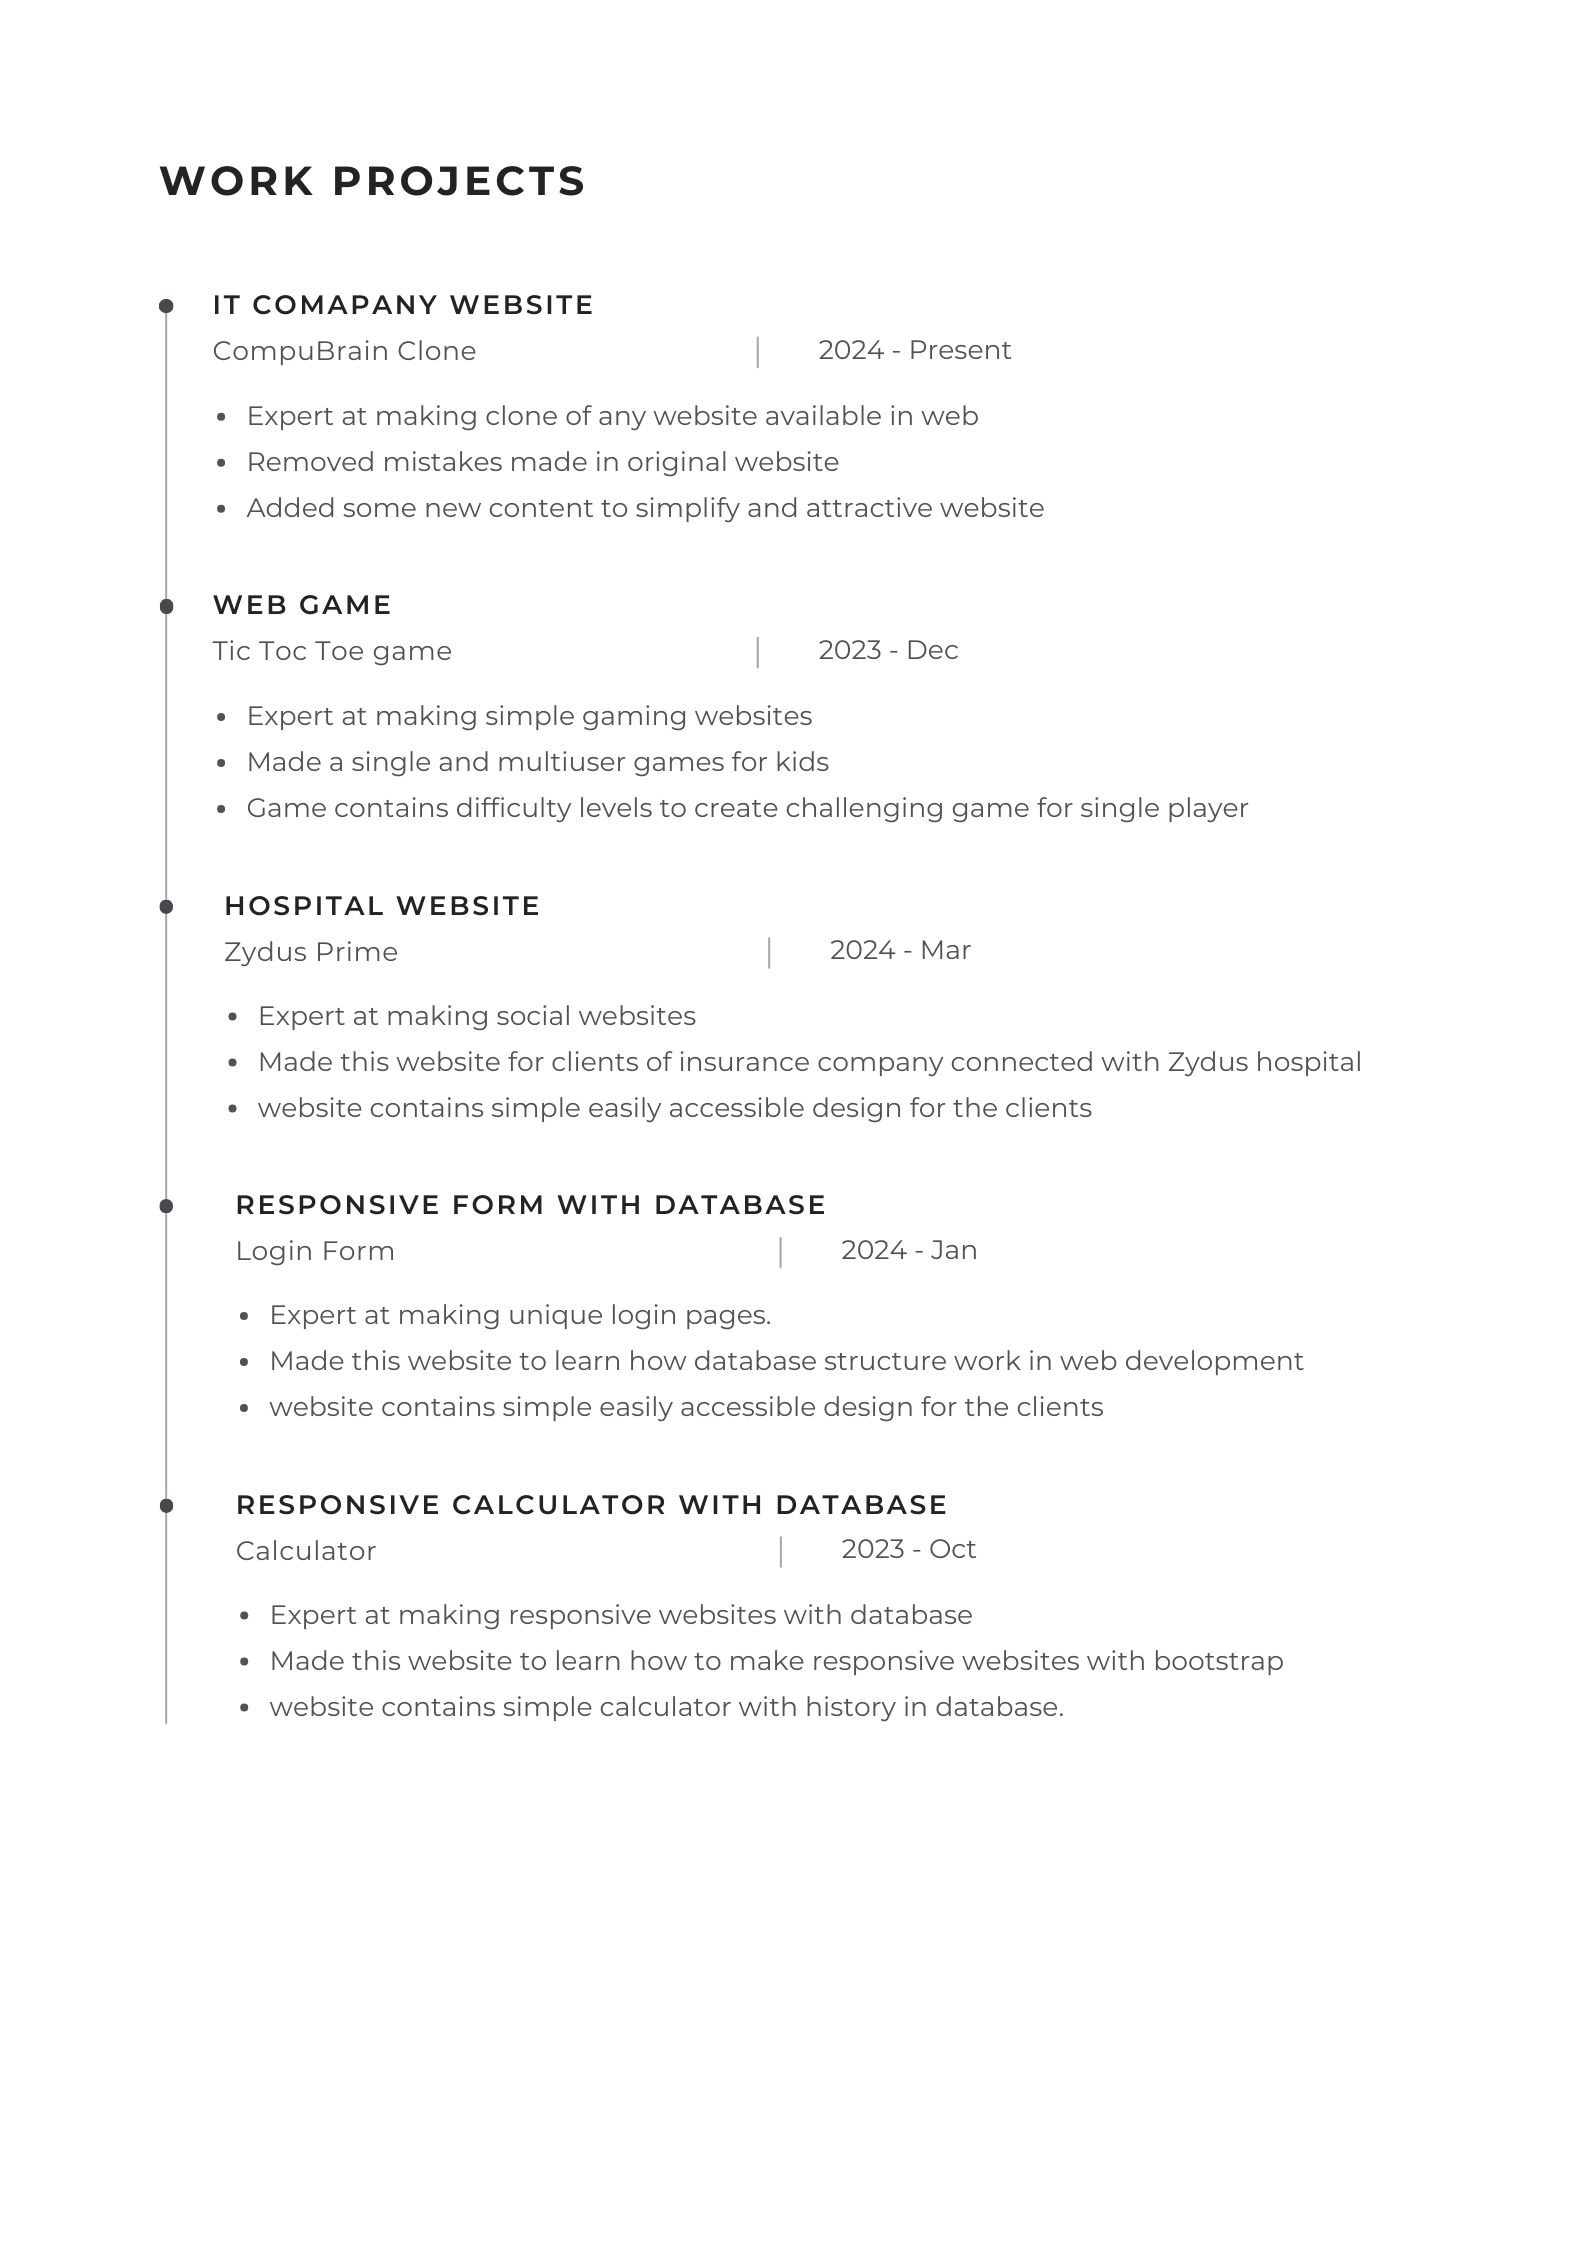 WORK PROJECTS
IT COMAPANY WEBSITE
CompuBrain Clone | 2024 - Present
• Expert at making clone of any website available in web
• Removed mistakes made in original website
• Added some new content to simplify and attractive website
WEB GAME
Tic Toc Toe game | 2023 - Dec
• Expert at making simple gaming websites
• Made a single and multiuser games for kids
• Game contains difficulty levels to create challenging game for single player
HOSPITAL WEBSITE
Zydus Prime | 2024 - Mar
• Expert at making social websites
• Made this website for clients of insurance company connected with Zydus hospital
• website contains simple easily accessible design for the clients
RESPONSIVE FORM WITH DATABASE
Login Form | 2024 - Jan
• Expert at making unique login pages.
• Made this website to learn how database structure work in web development
• website contains simple easily accessible design for the clients
RESPONSIVE CALCULATOR WITH DATABASE
Calculator | 2023 - Oct
• Expert at making responsive websites with database
• Made this website to learn how to make responsive websites with bootstrap
• website contains simple calculator with history in database.